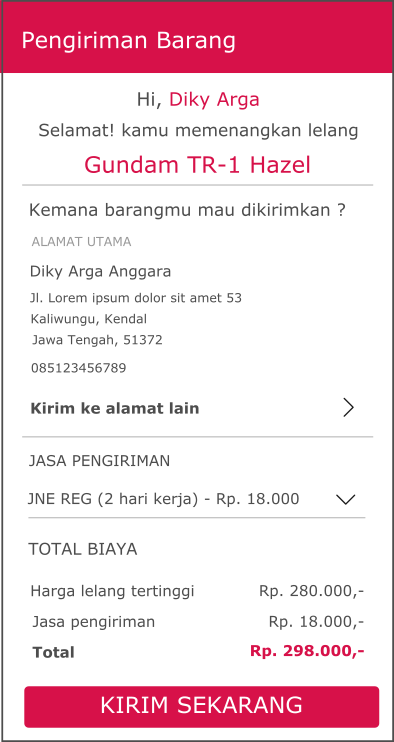 Pengiriman Barang
Hi, Diky Arga
Selamat! kamu memenangkan lelang
Gundam TR-1 Hazel
Kemana barangmu mau dikirimkan ?
ALAMAT UTAMA
Diky Arga Anggara
Jl. Lorem ipsum dolor sit amet 53
Kaliwungu, Kendal
Jawa Tengah, 51372
085123456789
Kirim ke alamat lain
JASA PENGIRIMAN
JNE REG (2 hari kerja) - Rp. 18.000
TOTAL BIAYA
Harga lelang tertinggi Rp. 280.000,-
Jasa pengiriman Rp. 18.000,-
Total Rp. 298.000,-
KIRIM SEKARANG